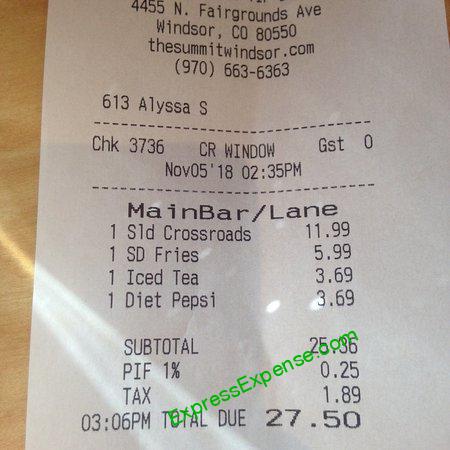 4455 N. Fairgrounds Ave
Windsor, CO 80550
thesummitwindsor.com
(970) 663-6363
613 Alyssa S
Chk 3736 CR WINDOW Gst 0
Nov05'18 02:35PM
MainBar/Lane
1 Sld Crossroads 11.99
1 SD Fries 5.99
1 Iced Tea 3.69
1 Diet Pepsi 3.69
SUBTOTAL 25.36
PIF 1% 0.25
TAX 1.89
03:06PM TOTAL DUE 27.50
ExpressExpense.com